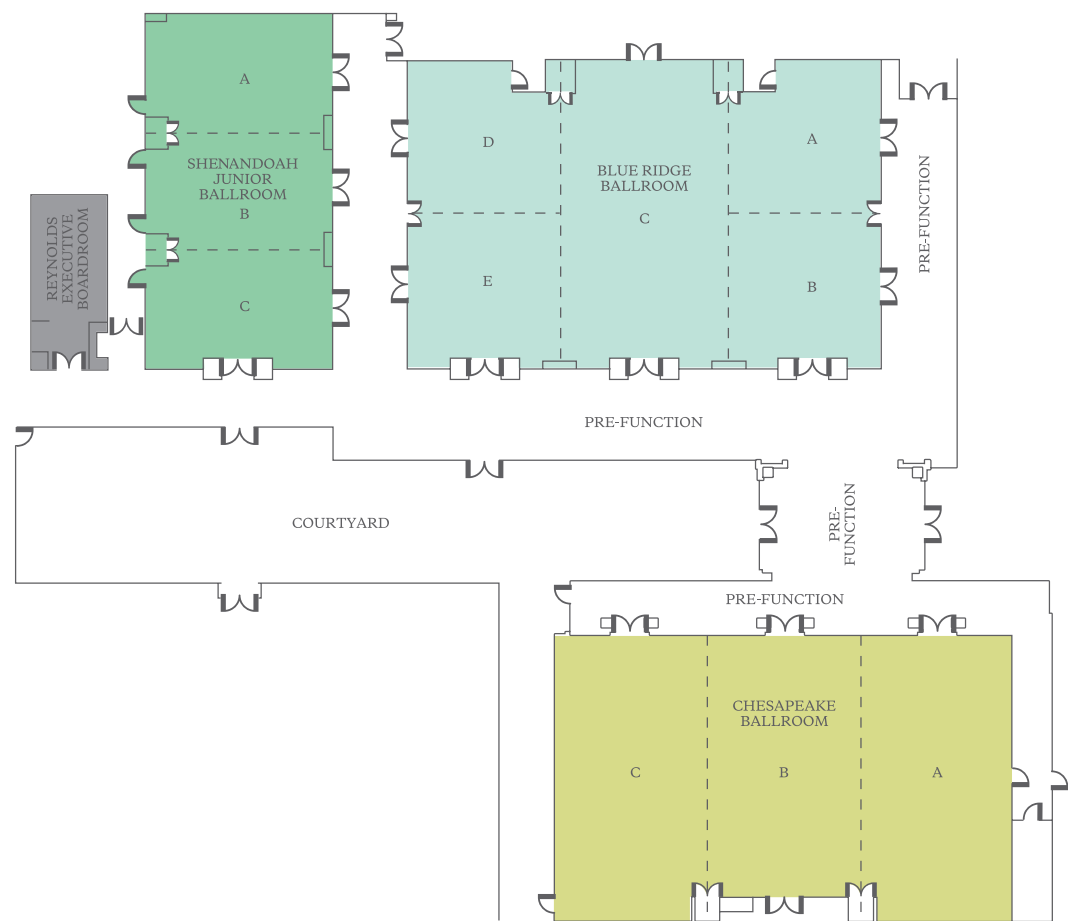 A
SHENANDOAH
JUNIOR
BALLROOM
B
C
REYNOLDS
EXECUTIVE
BOARDROOM
D
E
BLUE RIDGE
BALLROOM
C
A
B
PRE-FUNCTION
PRE-FUNCTION
COURTYARD
PRE-
FUNCTION
PRE-FUNCTION
CHESAPEAKE
BALLROOM
C
B
A